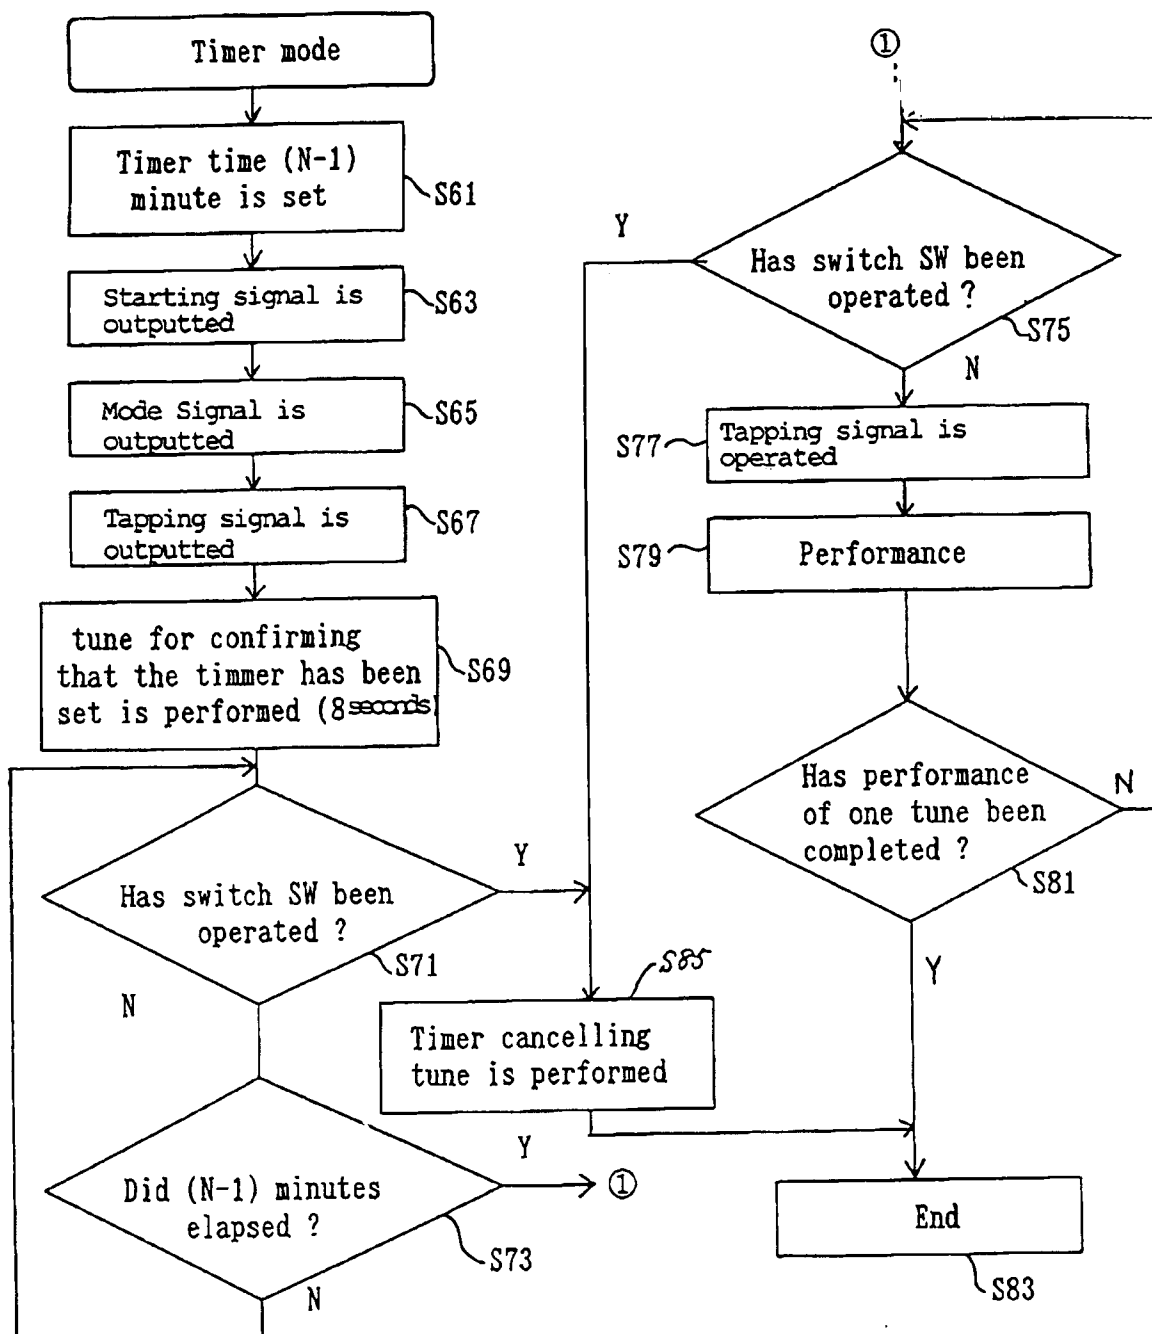 Timer mode
Timer time (N-1)
minute is set
S61
Starting signal is
outputted
S63
Mode Signal is
outputted
S65
Tapping signal is
outputted
S67
tune for confirming
that the timmer has been
set is performed (8 seconds)
S69
Has switch SW been
operated ?
S71
Y
N
Did (N-1) minutes
elapsed ?
S73
Y
①
N
①
Has switch SW been
operated ?
S75
Y
N
Tapping signal is
operated
S77
Performance
S79
Has performance
of one tune been
completed ?
S81
N
Y
S85
Timer cancelling
tune is performed
End
S83